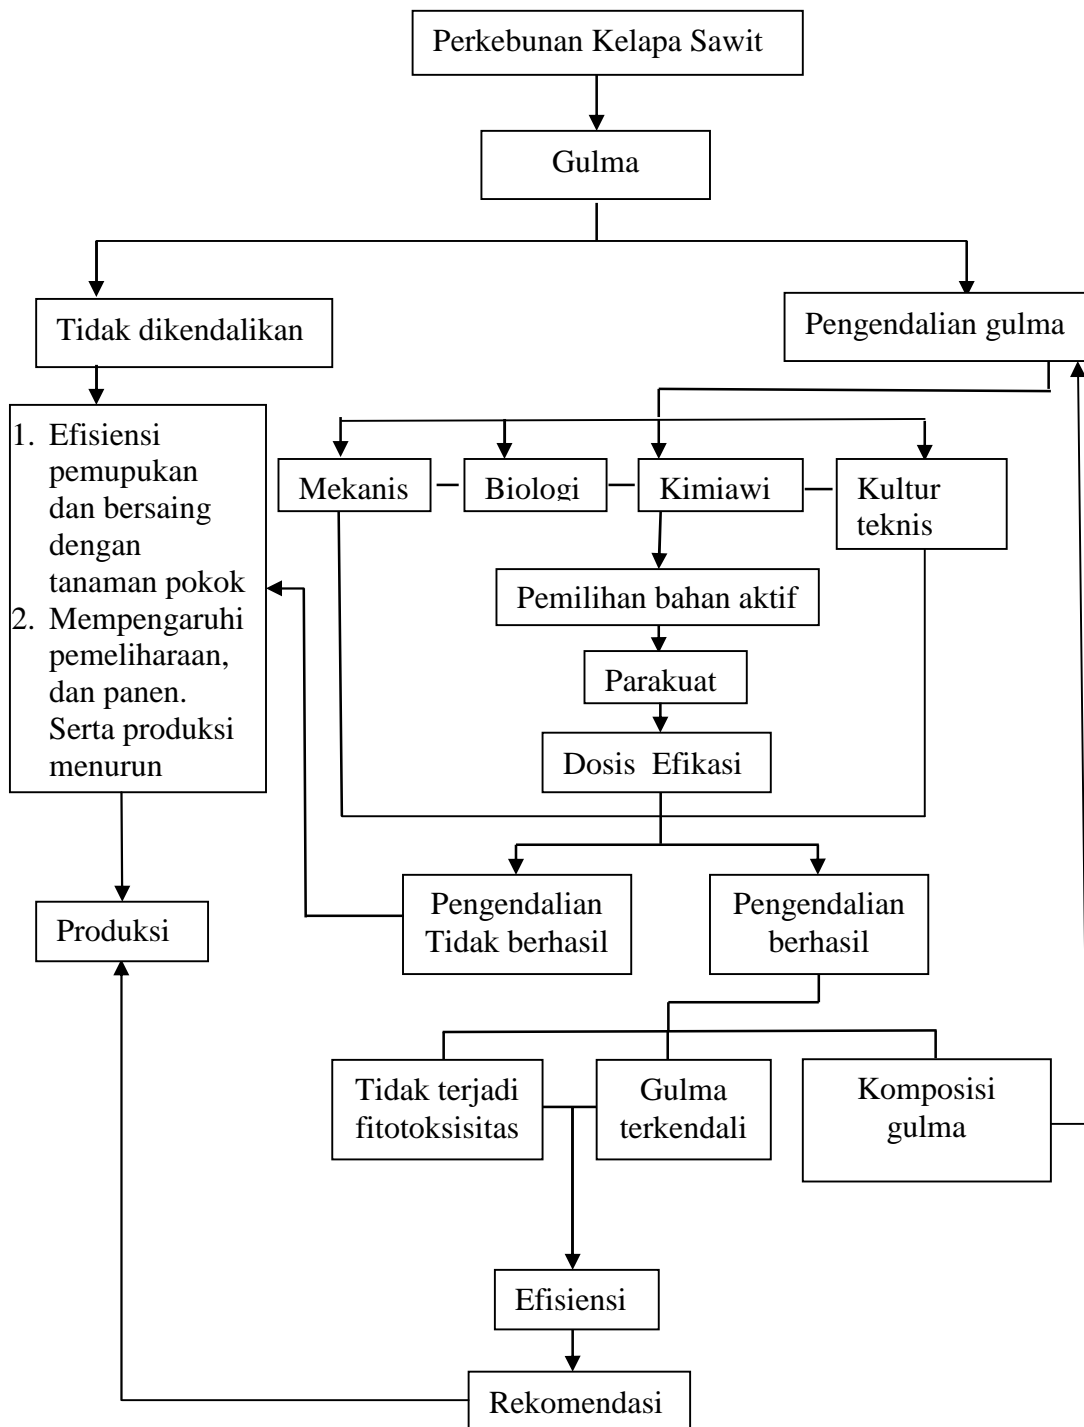 Perkebunan Kelapa Sawit
Gulma
Tidak dikendalikan
Pengendalian gulma
1. Efisiensi
pemupukan
dan bersaing
dengan
tanaman pokok
2. Mempengaruhi
pemeliharaan,
dan panen.
Serta produksi
menurun
Mekanis
Biologi
Kimiawi
Kultur
teknis
Pemilihan bahan aktif
Parakuat
Dosis Efikasi
Pengendalian
Tidak berhasil
Pengendalian
berhasil
Produksi
Tidak terjadi
fitotoksisitas
Gulma
terkendali
Komposisi
gulma
Efisiensi
Rekomendasi